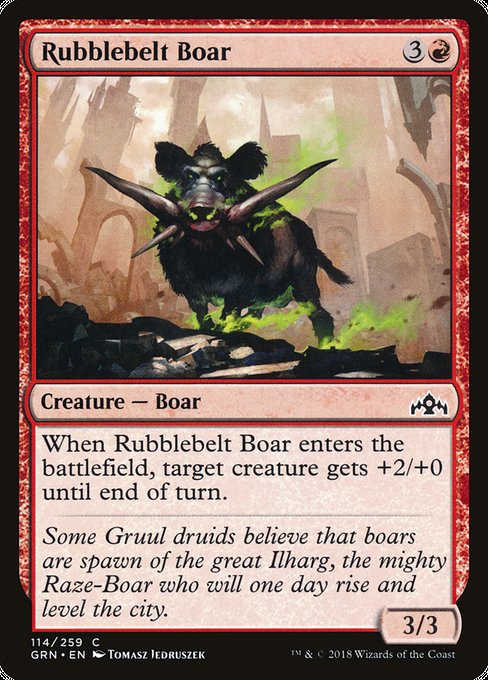 Rubblebelt Boar 3
Creature — Boar
When Rubblebelt Boar enters the
battlefield, target creature gets +2/+0
until end of turn.
Some Gruul druids believe that boars
are spawn of the great Ilharg, the mighty
Raze-Boar who will one day rise and
level the city.
3/3
114/259 C
GRN • EN Tomasz Jedruszek
™ & © 2018 Wizards of the Coast